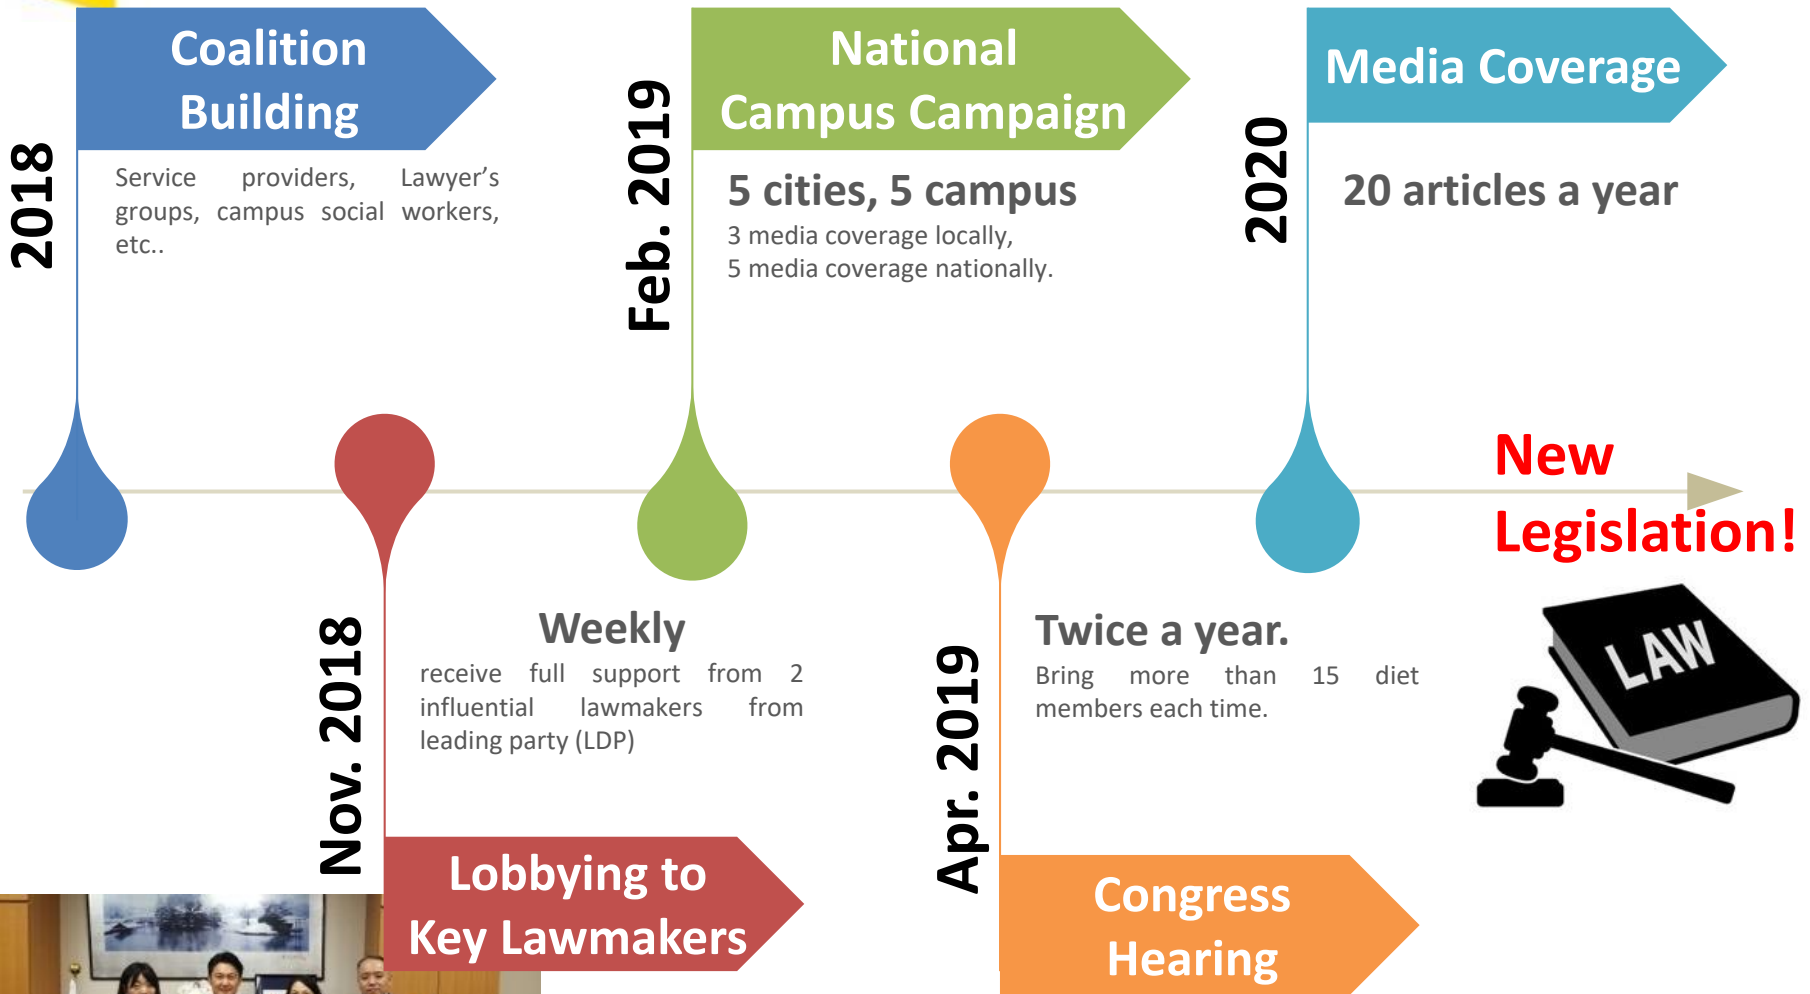 2018
Coalition
Building
Service providers, Lawyer’s
groups, campus social workers,
etc..
Nov. 2018
Weekly
receive full support from 2
influential lawmakers from
leading party (LDP)
Lobbying to
Key Lawmakers
Feb. 2019
National
Campus Campaign
5 cities, 5 campus
3 media coverage locally,
5 media coverage nationally.
Apr. 2019
Twice a year.
Bring more than 15 diet
members each time.
Congress
Hearing
2020
Media Coverage
20 articles a year
New
Legislation!
LAW